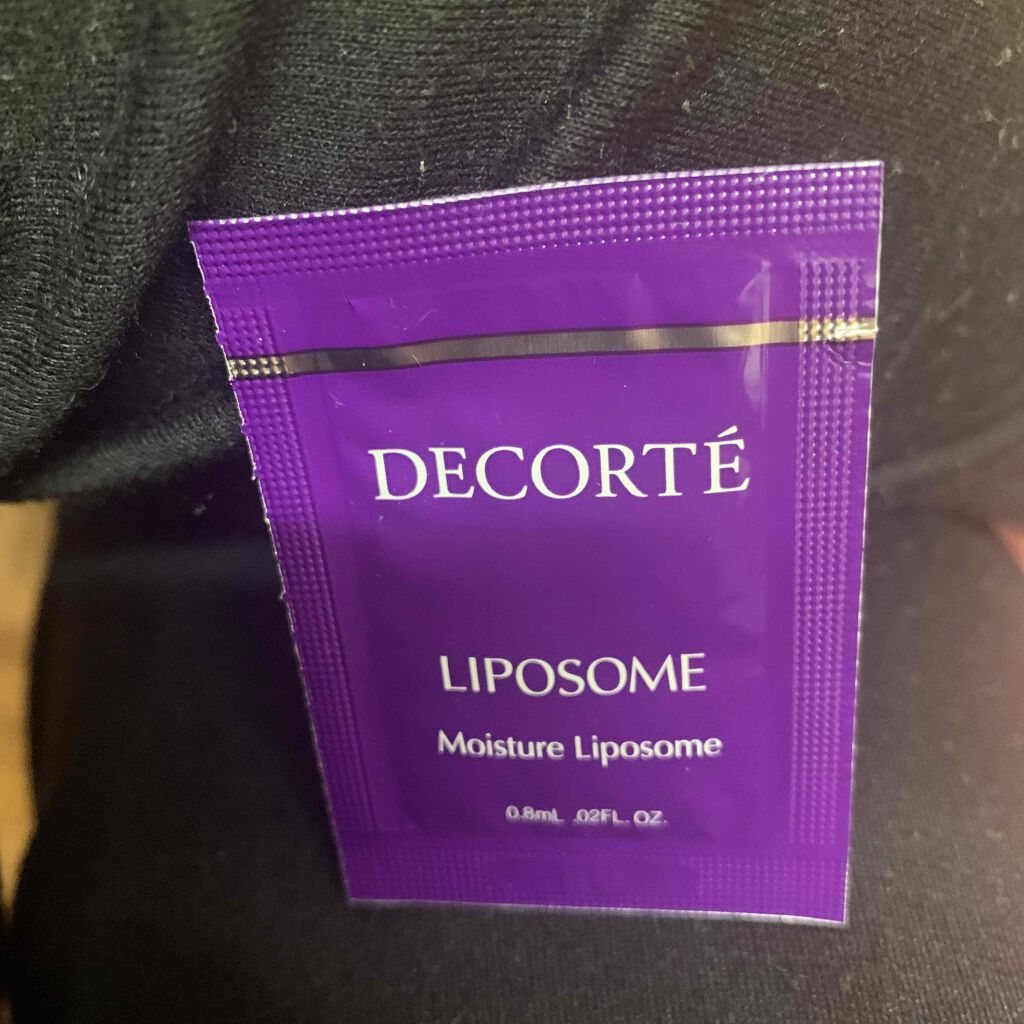 DECORTÉ
LIPOSOME
Moisture Liposome
0.8mL .02FL. OZ.